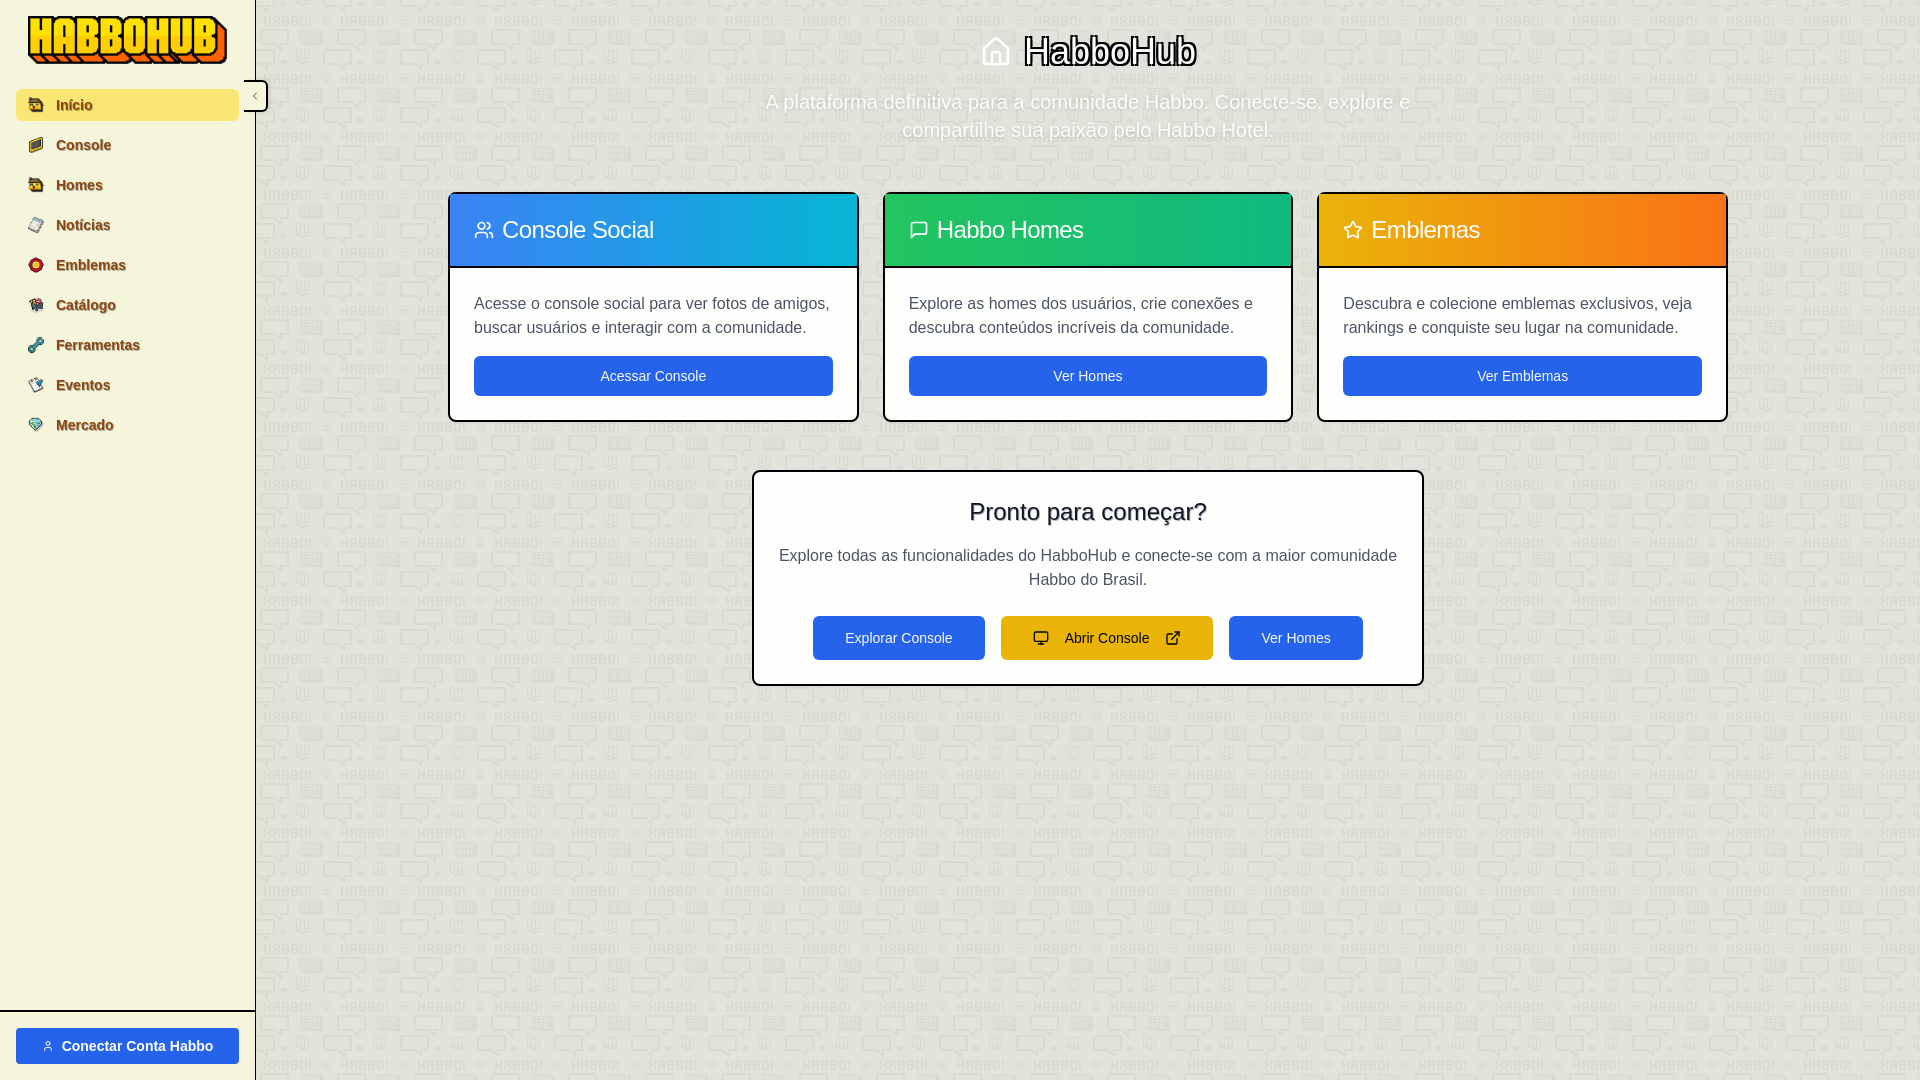 HABBOHUB
Início
Console
Homes
Notícias
Emblemas
Catálogo
Ferramentas
Eventos
Mercado
Conectar Conta Habbo
HabboHub
A plataforma definitiva para a comunidade Habbo. Conecte-se, explore e
compartilhe sua paixão pelo Habbo Hotel.
Console Social
Acesse o console social para ver fotos de amigos,
buscar usuários e interagir com a comunidade.
Acessar Console
Habbo Homes
Explore as homes dos usuários, crie conexões e
descubra conteúdos incríveis da comunidade.
Ver Homes
Emblemas
Descubra e colecione emblemas exclusivos, veja
rankings e conquiste seu lugar na comunidade.
Ver Emblemas
Pronto para começar?
Explore todas as funcionalidades do HabboHub e conecte-se com a maior comunidade
Habbo do Brasil.
Explorar Console
Abrir Console
Ver Homes